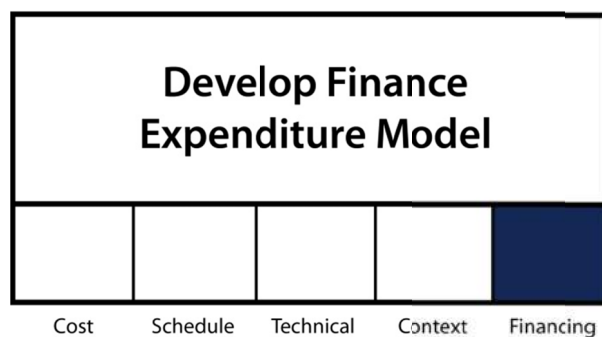 Develop Finance
Expenditure Model
Cost Schedule Technical Context Financing